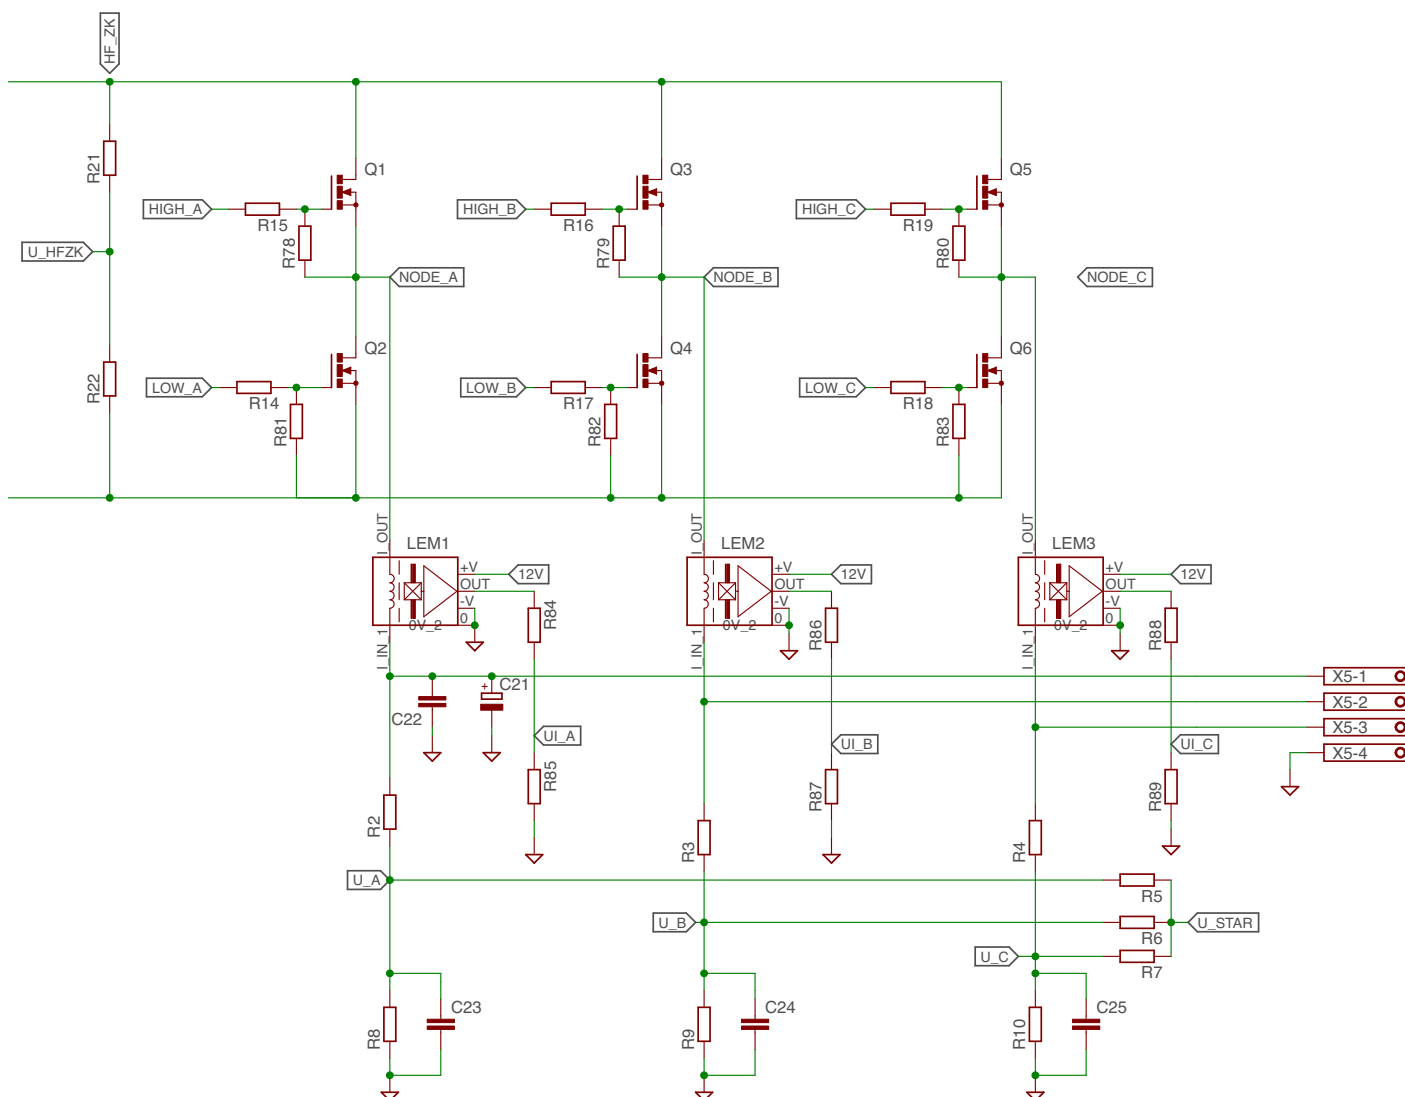 HF_ZK
R21
Q1
Q3
Q5
HIGH_A
R15
HIGH_B
R16
HIGH_C
R19
R78
R79
R80
U_HFZK
NODE_A
NODE_B
NODE_C
Q2
Q4
Q6
R22
LOW_A
R14
LOW_B
R17
LOW_C
R18
R81
R82
R83
I_OUT
LEM1
I_OUT
LEM2
I_OUT
LEM3
+V
12V
+V
12V
+V
12V
OUT
OUT
OUT
-V
-V
-V
0
0
0
0V_2
0V_2
0V_2
R84
R86
R88
I_IN_1
I_IN_1
I_IN_1
+
C21
C22
X5-1
X5-2
X5-3
X5-4
UI_A
UI_B
UI_C
R85
R87
R89
R2
R3
R4
U_A
R5
U_B
R6
U_STAR
U_C
R7
R8
C23
R9
C24
R10
C25